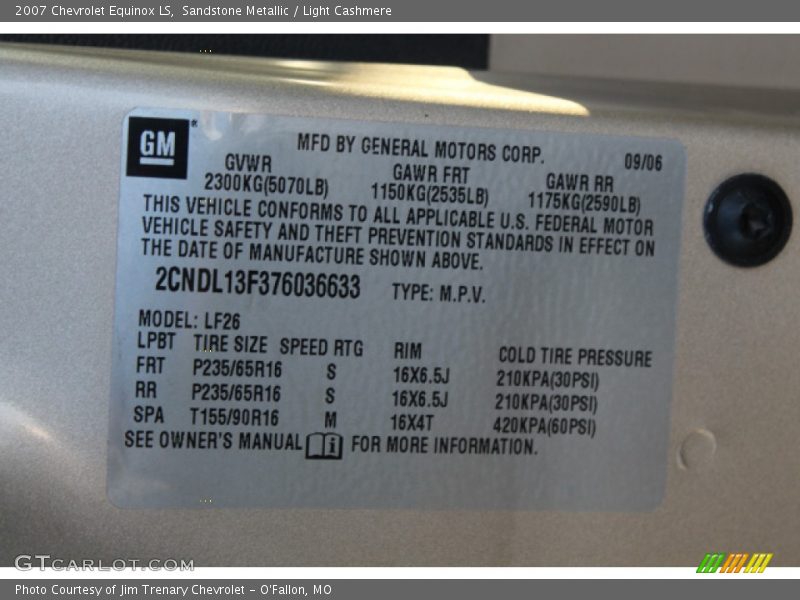 2007 Chevrolet Equinox LS,  Sandstone Metallic / Light Cashmere
GM*
MFD BY GENERAL MOTORS CORP.
09/06
GVWR GAWR FRT GAWR RR
2300KG(5070LB) 1150KG(2535LB) 1175KG(2590LB)
THIS VEHICLE CONFORMS TO ALL APPLICABLE U.S. FEDERAL MOTOR
VEHICLE SAFETY AND THEFT PREVENTION STANDARDS IN EFFECT ON
THE DATE OF MANUFACTURE SHOWN ABOVE.
2CNDL13F376036633 TYPE: M.P.V.
MODEL: LF26
LPBT TIRE SIZE SPEED RTG RIM COLD TIRE PRESSURE
FRT P235/65R16 S 16X6.5J 210KPA(30PSI)
RR P235/65R16 S 16X6.5J 210KPA(30PSI)
SPA T155/90R16 M 16X4T 420KPA(60PSI)
SEE OWNER'S MANUAL i FOR MORE INFORMATION.
GTCARLOT.COM
Photo Courtesy of Jim Trenary Chevrolet - O'Fallon, MO